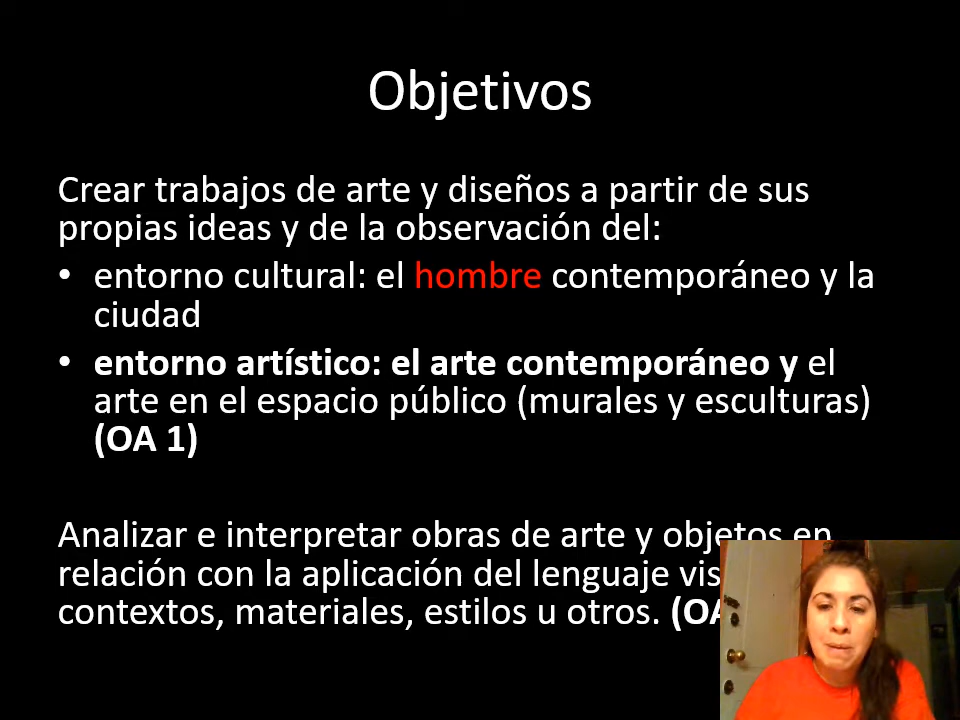 Objetivos
Crear trabajos de arte y diseños a partir de sus
propias ideas y de la observación del:
• entorno cultural: el hombre contemporáneo y la
ciudad
• entorno artístico: el arte contemporáneo y el
arte en el espacio público (murales y esculturas)
(OA 1)
Analizar e interpretar obras de arte y objetos en
relación con la aplicación del lenguaje
contextos, materiales, estilos u otros.